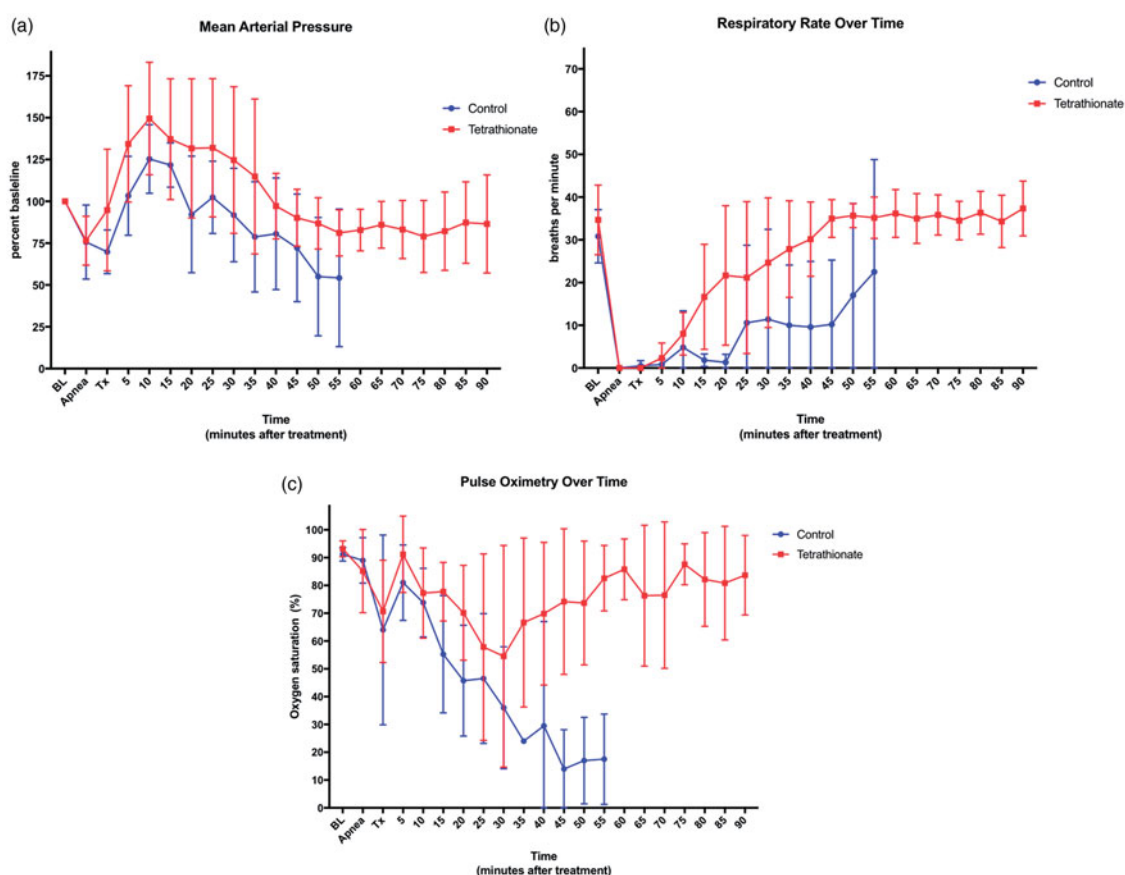 (a)
Mean Arterial Pressure
percent basleline
175
150
125
100
75
50
25
0
BL
Apnea
Tx
5
10
15
20
25
30
35
40
45
50
55
60
65
70
75
80
85
90
Time
(minutes after treatment)
Control
Tetrathionate
(b)
Respiratory Rate Over Time
breaths per minute
70
60
50
40
30
20
10
0
BL
Apnea
Tx
5
10
15
20
25
30
35
40
45
50
55
60
65
70
75
80
85
90
Time
(minutes after treatment)
Control
Tetrathionate
(c)
Pulse Oximetry Over Time
Oxygen saturation (%)
100
90
80
70
60
50
40
30
20
10
0
BL
Apnea
Tx
5
10
15
20
25
30
35
40
45
50
55
60
65
70
75
80
85
90
Time
(minutes after treatment)
Control
Tetrathionate